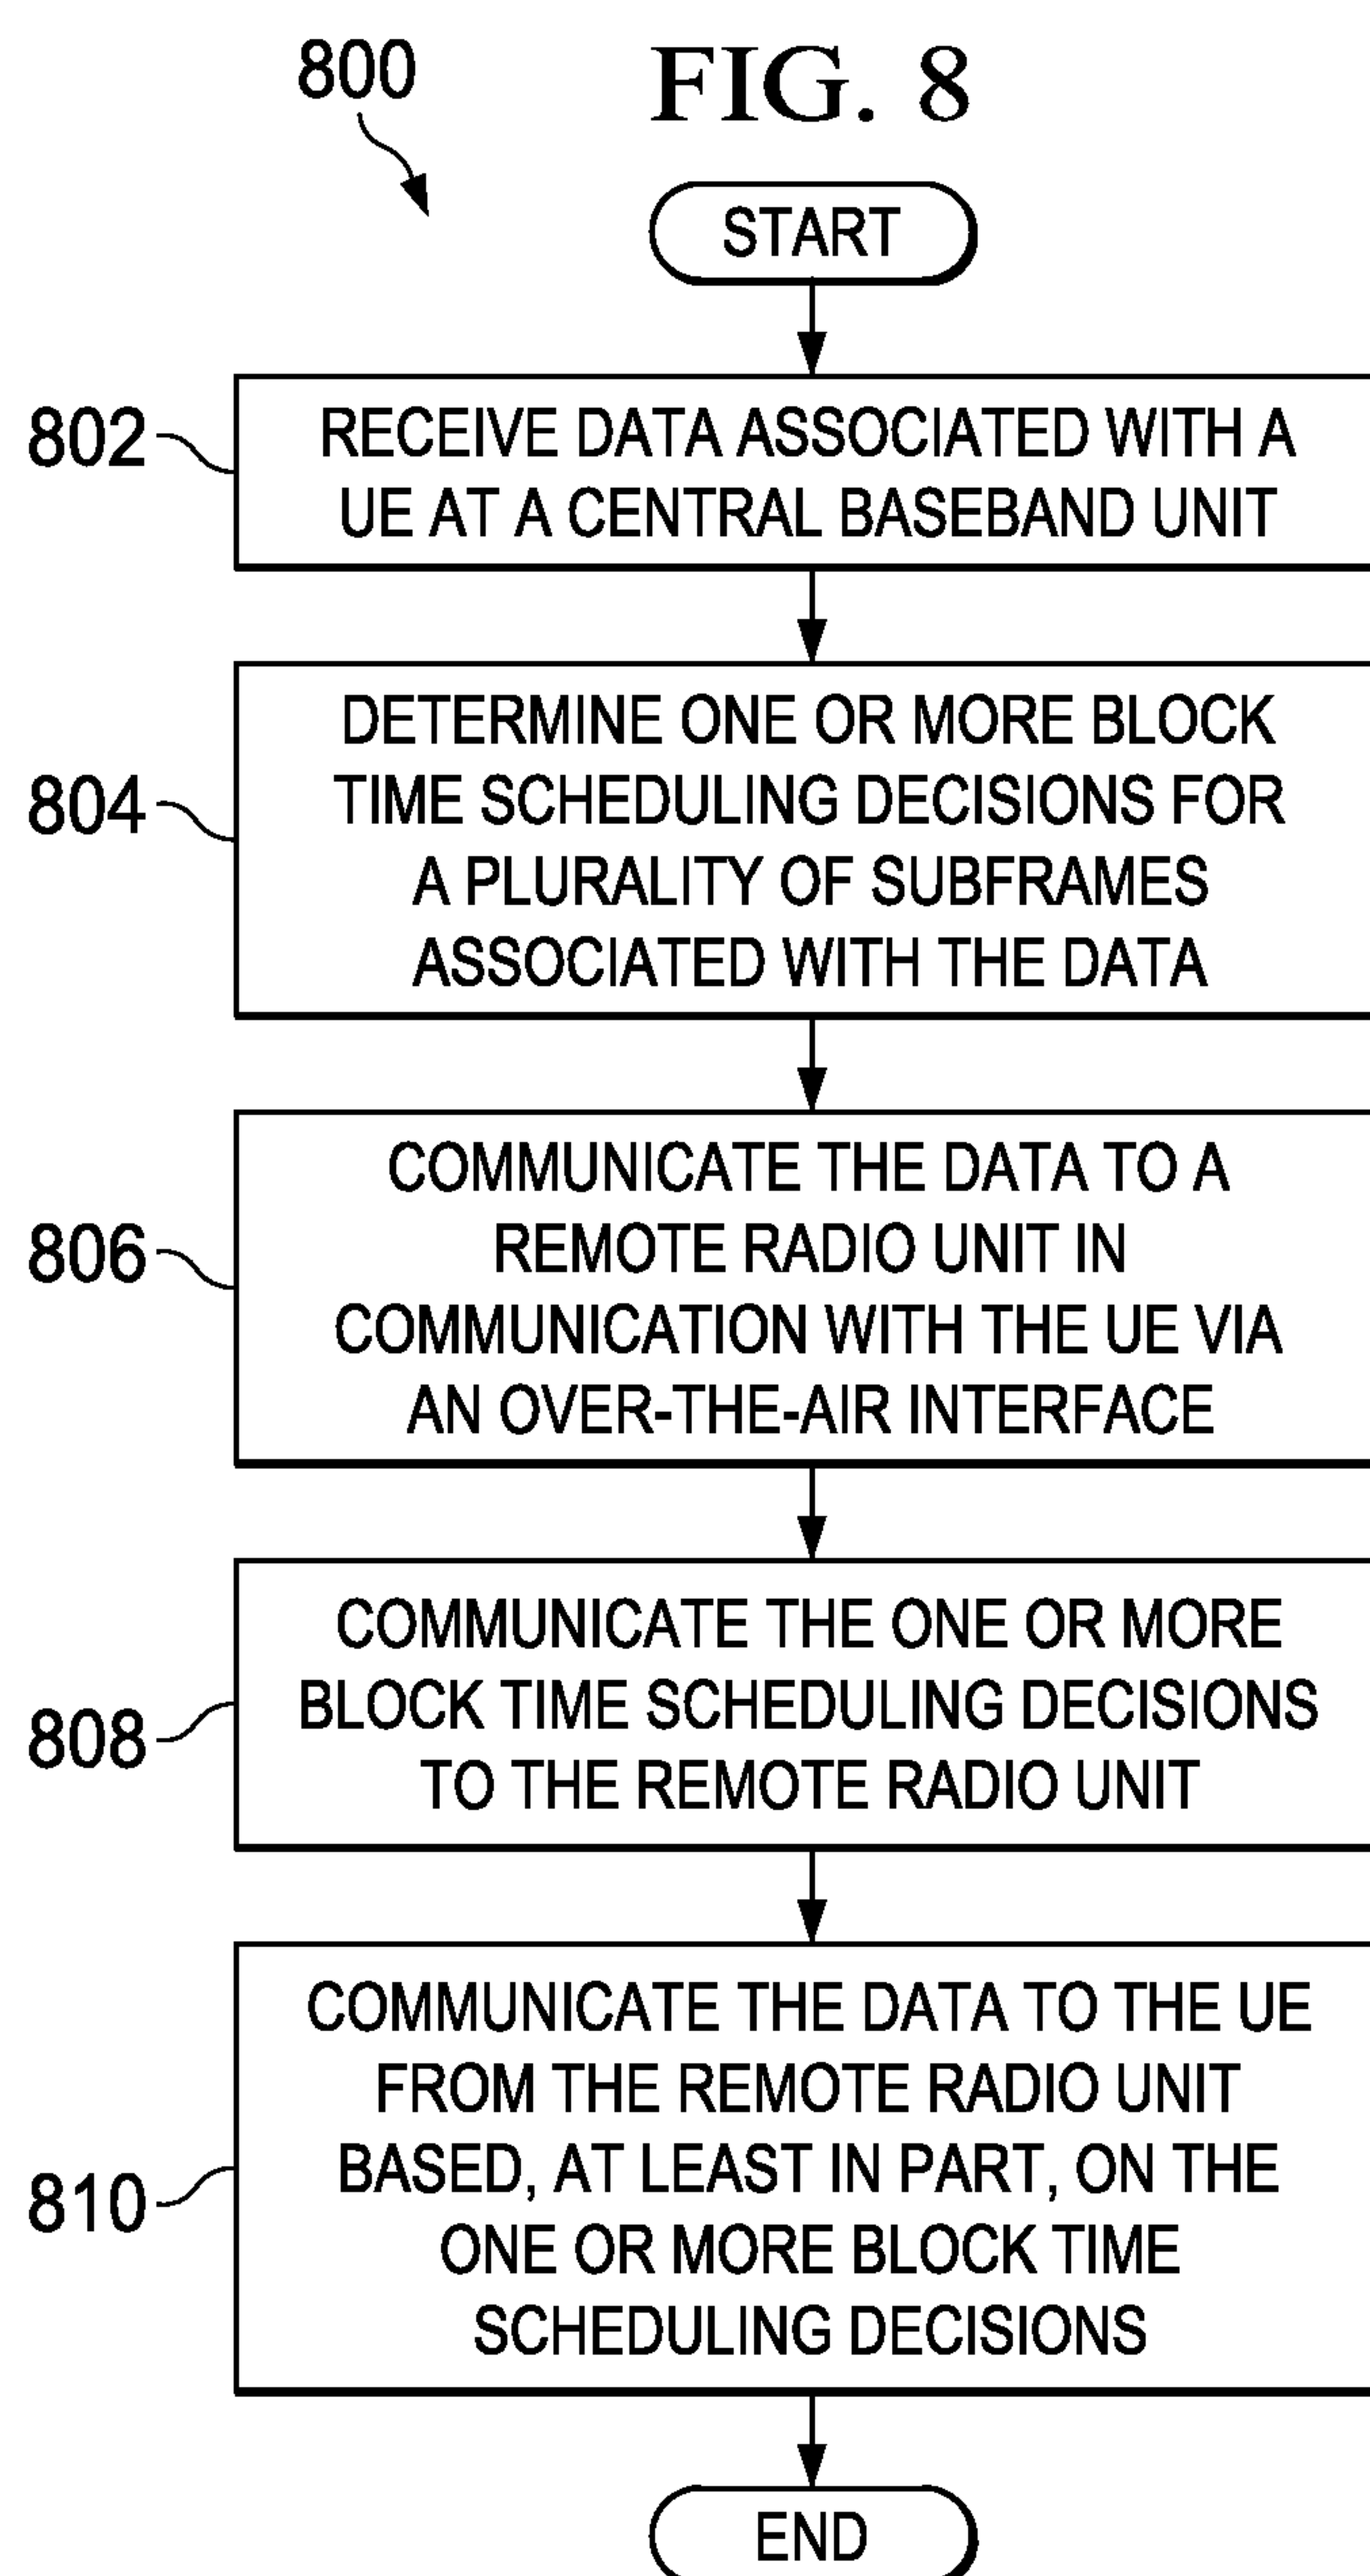 800
FIG. 8
START
802
RECEIVE DATA ASSOCIATED WITH A
UE AT A CENTRAL BASEBAND UNIT
804
DETERMINE ONE OR MORE BLOCK
TIME SCHEDULING DECISIONS FOR
A PLURALITY OF SUBFRAMES
ASSOCIATED WITH THE DATA
806
COMMUNICATE THE DATA TO A
REMOTE RADIO UNIT IN
COMMUNICATION WITH THE UE VIA
AN OVER-THE-AIR INTERFACE
808
COMMUNICATE THE ONE OR MORE
BLOCK TIME SCHEDULING DECISIONS
TO THE REMOTE RADIO UNIT
810
COMMUNICATE THE DATA TO THE UE
FROM THE REMOTE RADIO UNIT
BASED, AT LEAST IN PART, ON THE
ONE OR MORE BLOCK TIME
SCHEDULING DECISIONS
END